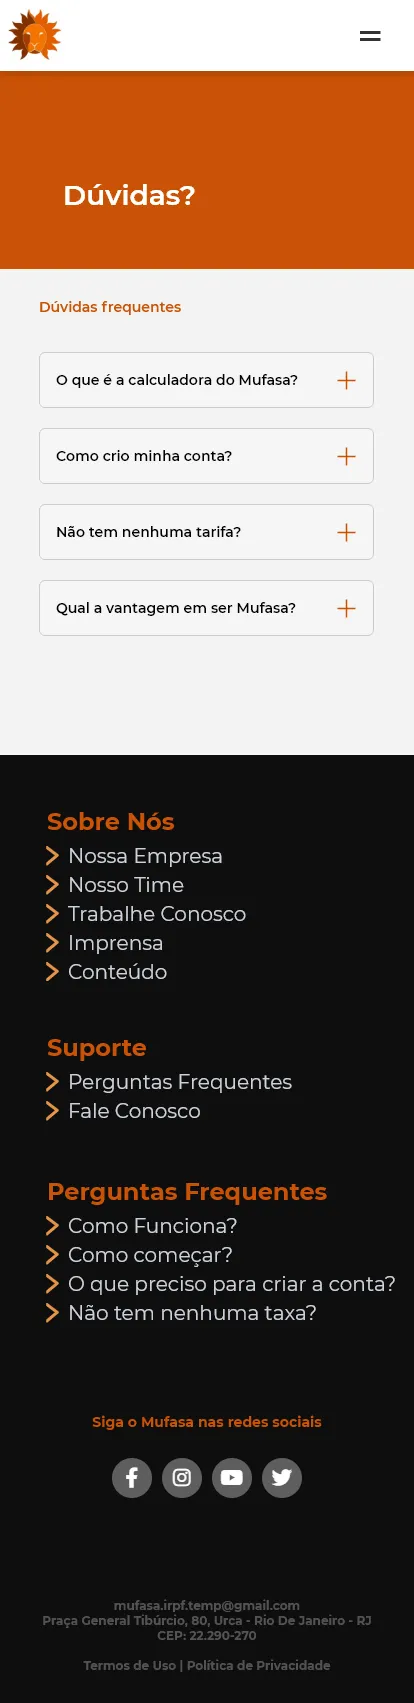 Dúvidas?
Dúvidas frequentes
O que é a calculadora do Mufasa?
Como crio minha conta?
Não tem nenhuma tarifa?
Qual a vantagem em ser Mufasa?
Sobre Nós
Nossa Empresa
Nosso Time
Trabalhe Conosco
Imprensa
Conteúdo
Suporte
Perguntas Frequentes
Fale Conosco
Perguntas Frequentes
Como Funciona?
Como começar?
O que preciso para criar a conta?
Não tem nenhuma taxa?
Siga o Mufasa nas redes sociais
mufasa.irpf.temp@gmail.com
Praça General Tibúrcio, 80, Urca - Rio De Janeiro - RJ
CEP: 22.290-270
Termos de Uso | Política de Privacidade